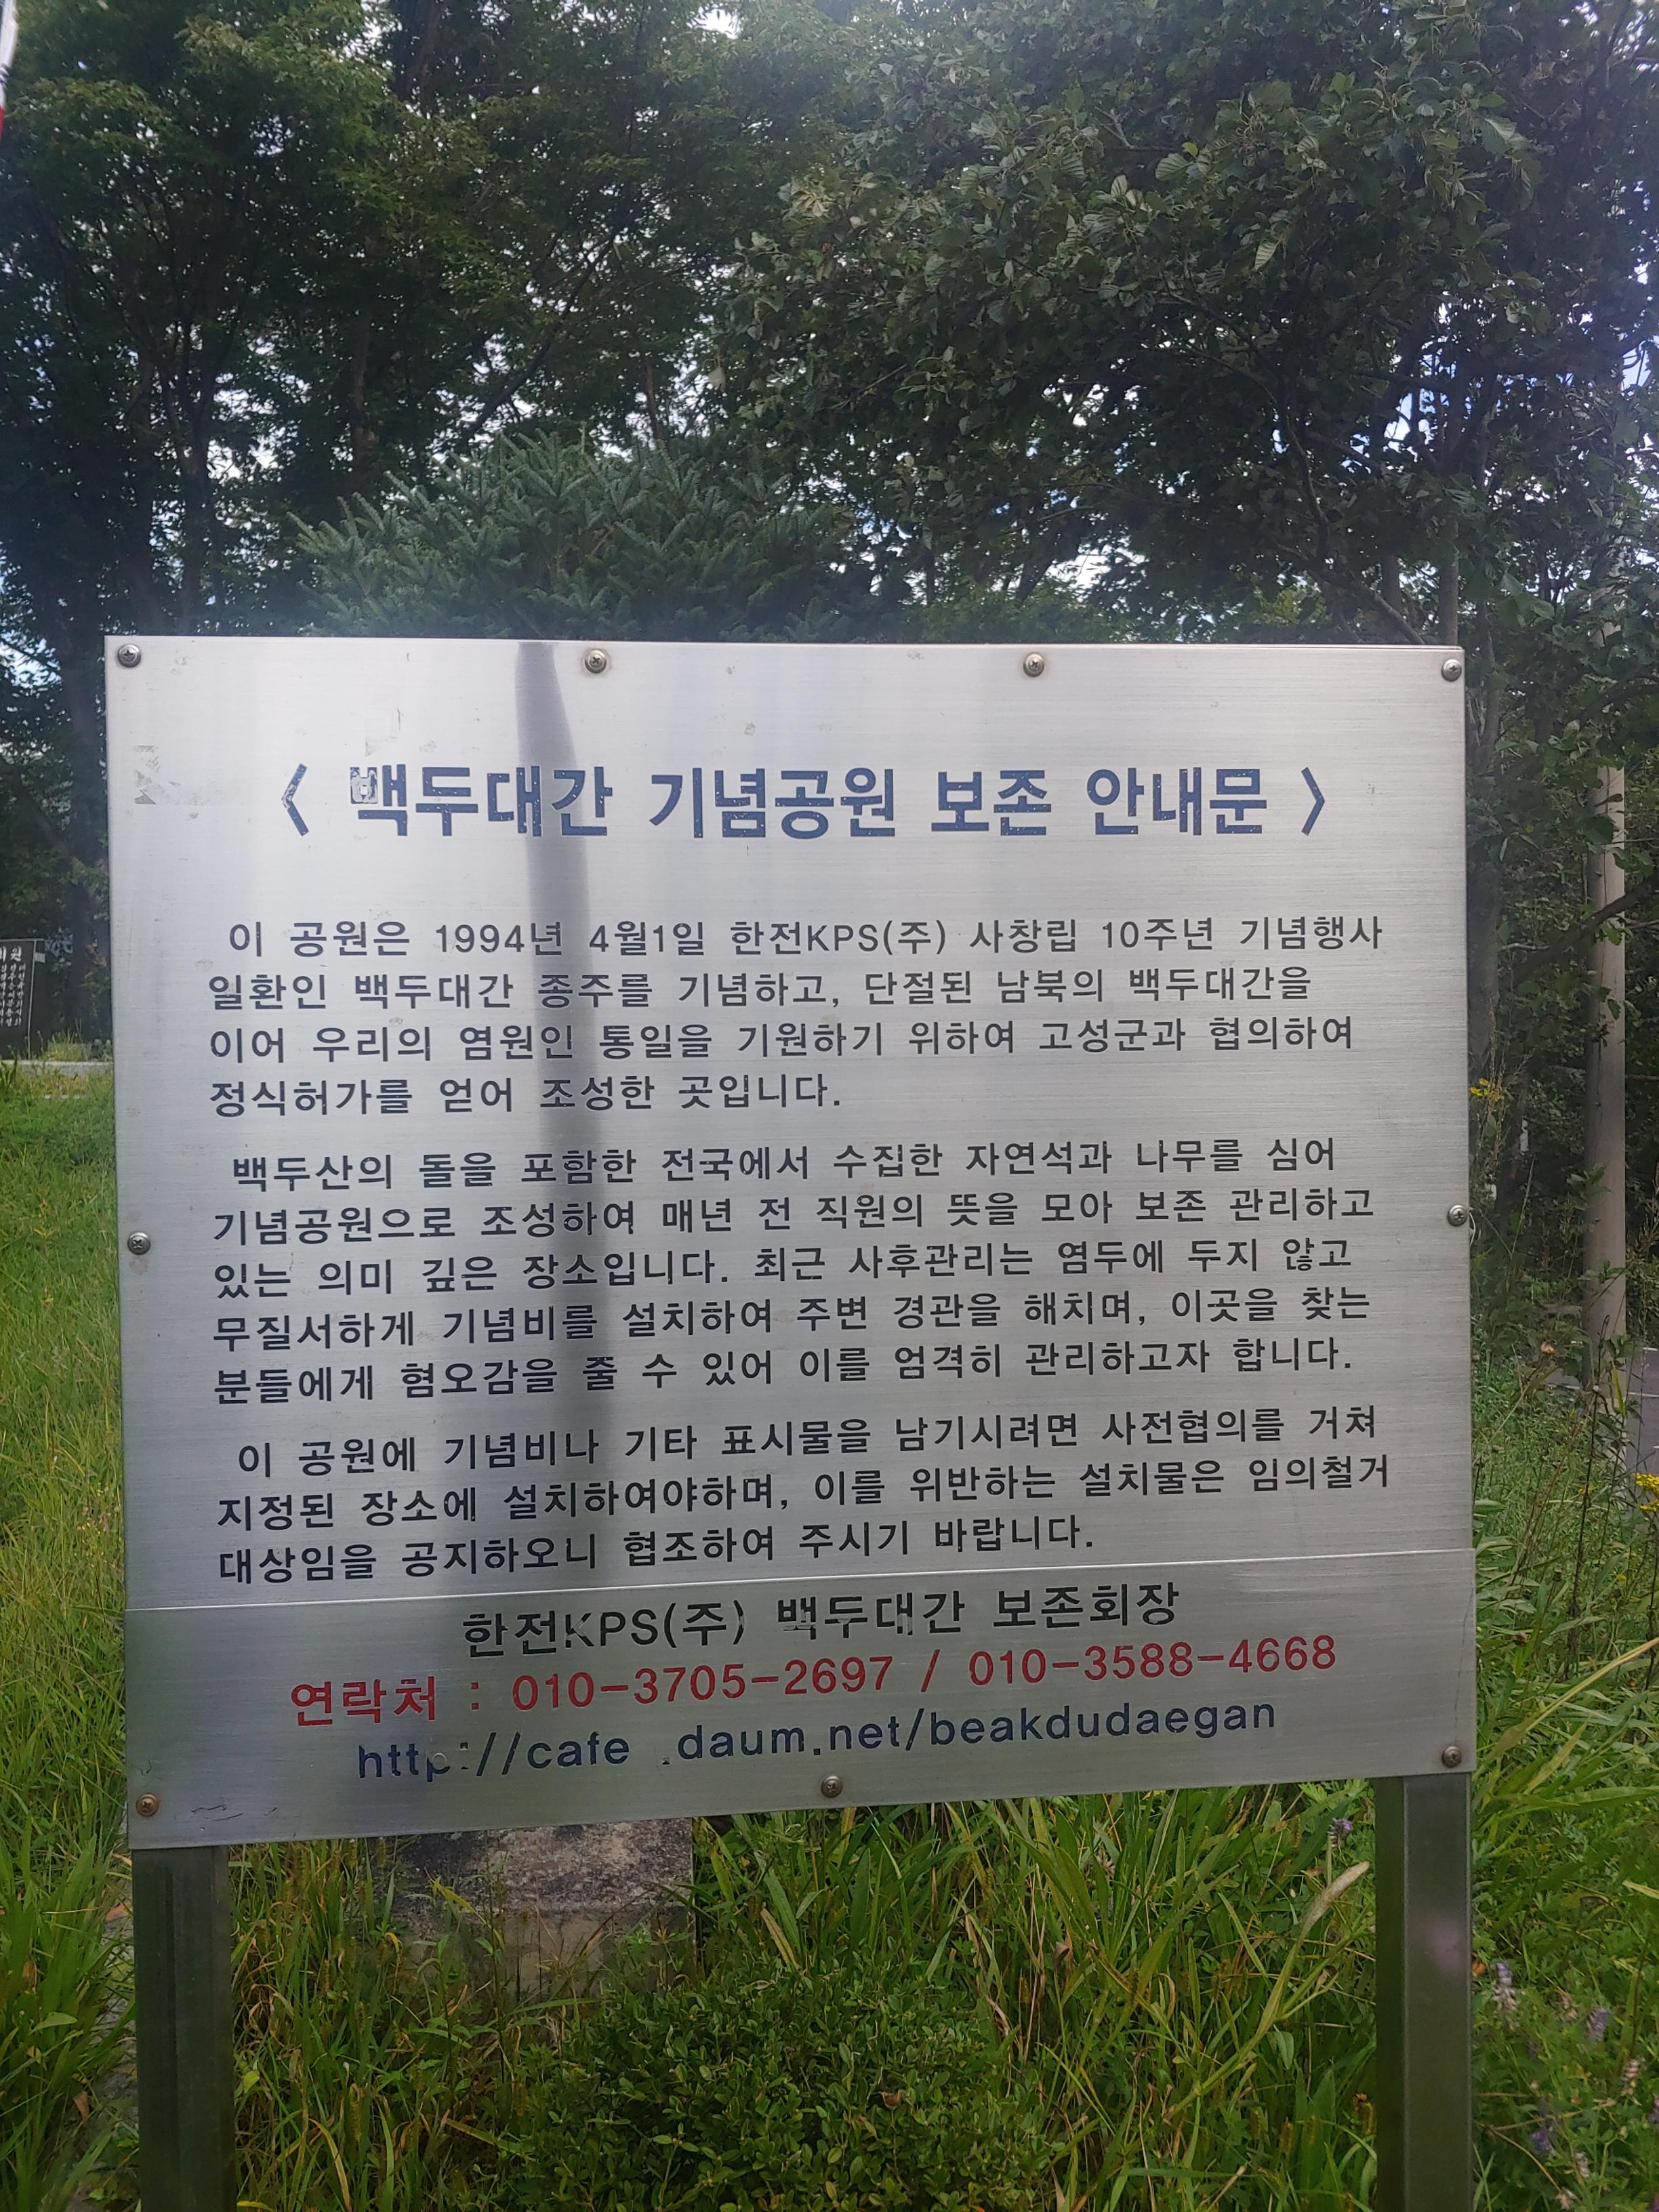 < 백두대간 기념공원 보존 안내문 >
이 공원은 1994년 4월1일 한전KPS(주) 사창립 10주년 기념행사
일환인 백두대간 종주를 기념하고, 단절된 남북의 백두대간을
이어 우리의 염원인 통일을 기원하기 위하여 고성군과 협의하여
정식허가를 얻어 조성한 곳입니다.
백두산의 돌을 포함한 전국에서 수집한 자연석과 나무를 심어
기념공원으로 조성하여 매년 전 직원의 뜻을 모아 보존 관리하고
있는 의미 깊은 장소입니다. 최근 사후관리는 염두에 두지 않고
무질서하게 기념비를 설치하여 주변 경관을 해치며, 이곳을 찾는
분들에게 혐오감을 줄 수 있어 이를 엄격히 관리하고자 합니다.
이 공원에 기념비나 기타 표시물을 남기시려면 사전협의를 거쳐
지정된 장소에 설치하여야하며, 이를 위반하는 설치물은 임의철거
대상임을 공지하오니 협조하여 주시기 바랍니다.
한전KPS(주) 백두대간 보존회장
연락처 : 010-3705-2697 / 010-3588-4668
http://cafe .daum.net/beakdudaegan